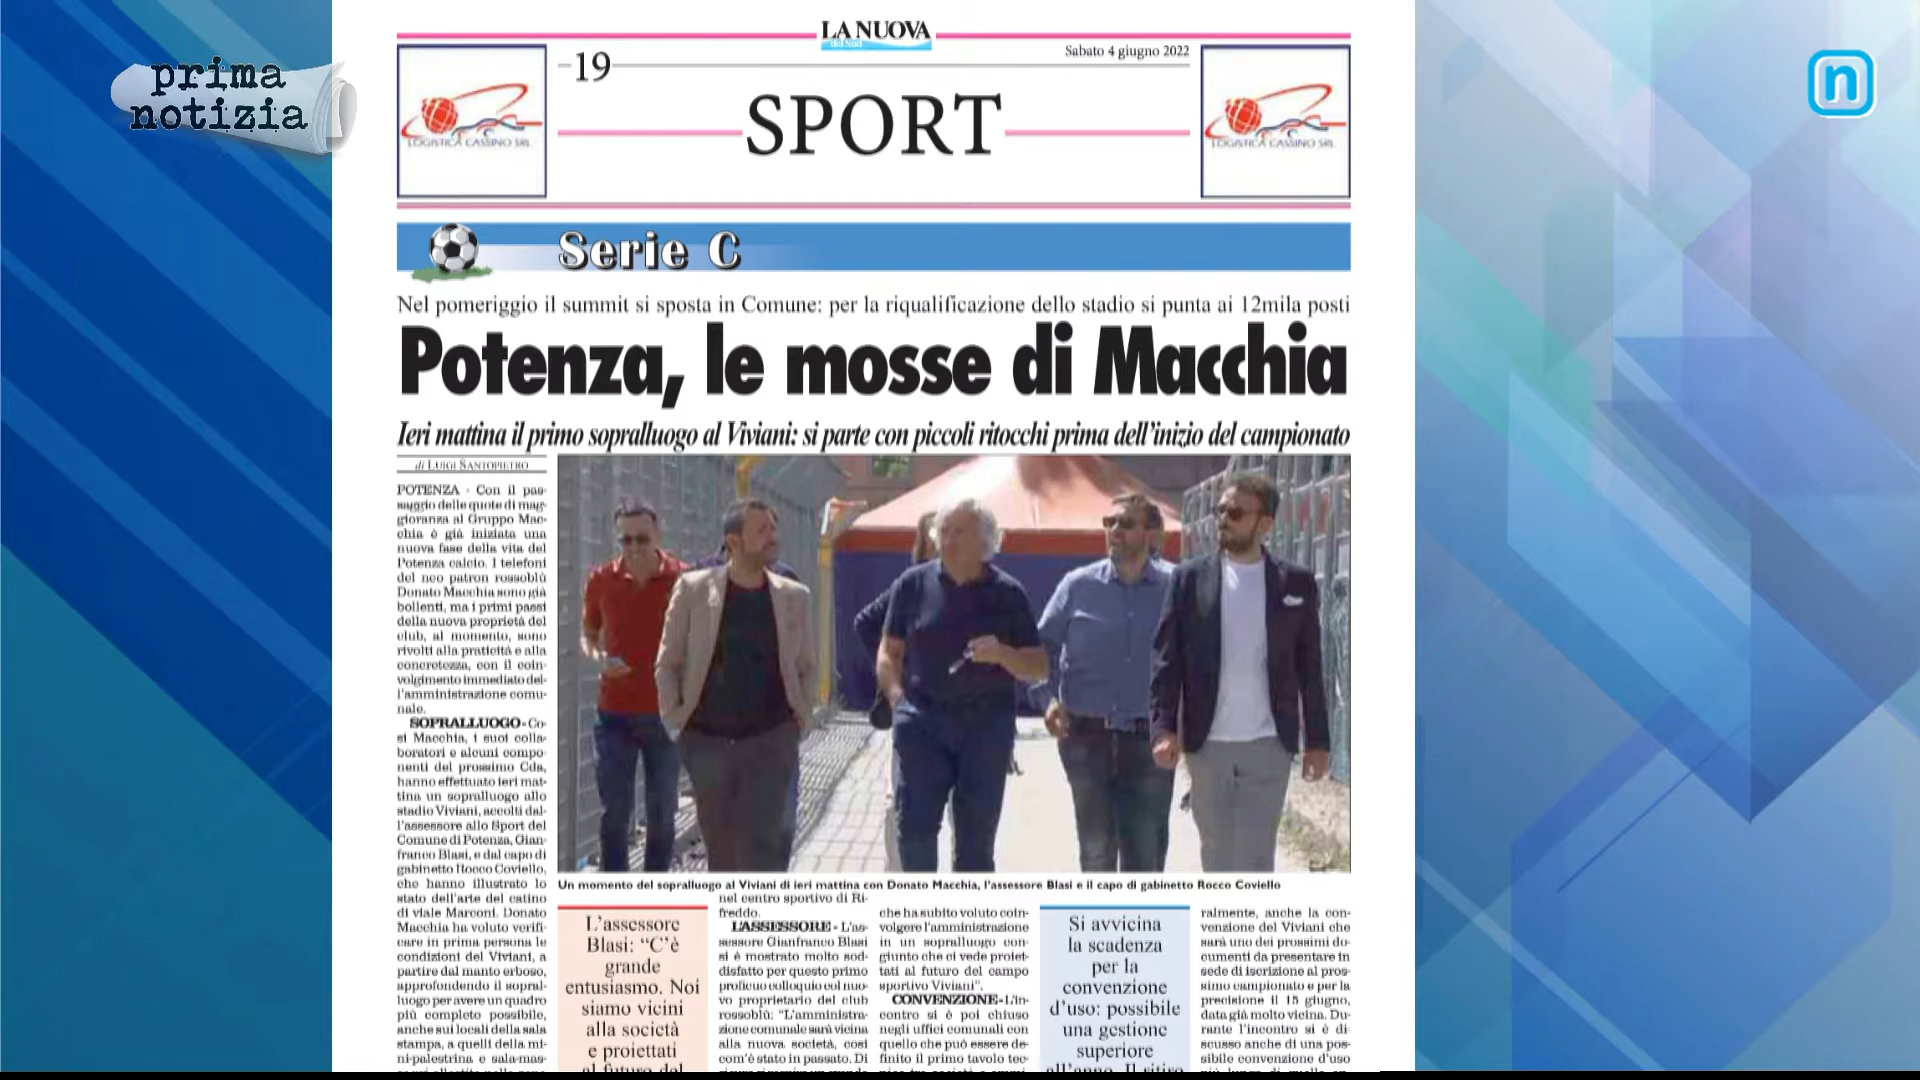 prima
notizia
n
LA NUOVA
del Sud
19
Sabato 4 giugno 2022
SPORT
LOGISTICA CASSINO SRL
LOGISTICA CASSINO SRL
Serie C
Nel pomeriggio il summit si sposta in Comune: per la riqualificazione dello stadio si punta ai 12mila posti
Potenza, le mosse di Macchia
Ieri mattina il primo sopralluogo al Viviani: si parte con piccoli ritocchi prima dell'inizio del campionato
di LUIGI SANTOPIETRO
POTENZA - Con il pas-
saggio delle quote di mag-
gioranza al Gruppo Mac-
chia è già iniziata una
nuova fase della vita del
Potenza calcio. I telefoni
del neo patron rossoblù
Donato Macchia sono già
bollenti, ma i primi passi
della nuova proprietà del
club, al momento, sono
rivolti alla praticità e alla
concretezza, con il coin-
volgimento immediato del-
l'amministrazione comu-
nale.
SOPRALLUOGO - Co-
sì Macchia, i suoi colla-
boratori e alcuni compo-
nenti del prossimo Cda,
hanno effettuato ieri mat-
tina un sopralluogo allo
stadio Viviani, accolti dal-
l'assessore allo Sport del
Comune di Potenza, Gian-
franco Blasi, e dal capo di
gabinetto Rocco Coviello,
che hanno illustrato lo
stato dell'arte del catino
di viale Marconi. Donato
Macchia ha voluto verifi-
care in prima persona le
condizioni del Viviani, a
partire dal manto erboso,
approfondendo il sopral-
luogo per avere un quadro
più completo possibile,
anche sui locali della sala
stampa, a quelli della mi-
ni-palestrina e sala-mas-
Un momento del sopralluogo al Viviani di ieri mattina con Donato Macchia, l'assessore Blasi e il capo di gabinetto Rocco Coviello
L'assessore
Blasi: "C'è
grande
entusiasmo. Noi
siamo vicini
alla società
e proiettati
al futuro del
nel centro sportivo di Ri-
freddo.
L'ASSESSORE - L'as-
sessore Gianfranco Blasi
si è mostrato molto sod-
disfatto per questo primo
proficuo colloquio col nuo-
vo proprietario del club
rossoblù: "L'amministra-
zione comunale sarà vicina
alla nuova società, così
com'è stato in passato. Di
che ha subito voluto coin-
volgere l'amministrazione
in un sopralluogo con-
giunto che ci vede proiet-
tati al futuro del campo
sportivo Viviani".
CONVENZIONE - L'in-
contro si è poi chiuso
negli uffici comunali con
quello che può essere de-
finito il primo tavolo tec-
Si avvicina
la scadenza
per la
convenzione
d'uso: possibile
una gestione
superiore
all'anno. Il ritiro
ralmente, anche la con-
venzione del Viviani che
sarà uno dei prossimi do-
cumenti da presentare in
sede di iscrizione al pros-
simo campionato e per la
precisione il 15 giugno,
data già molto vicina. Du-
rante l'incontro si è di-
scusso anche di una pos-
sibile convenzione d'uso